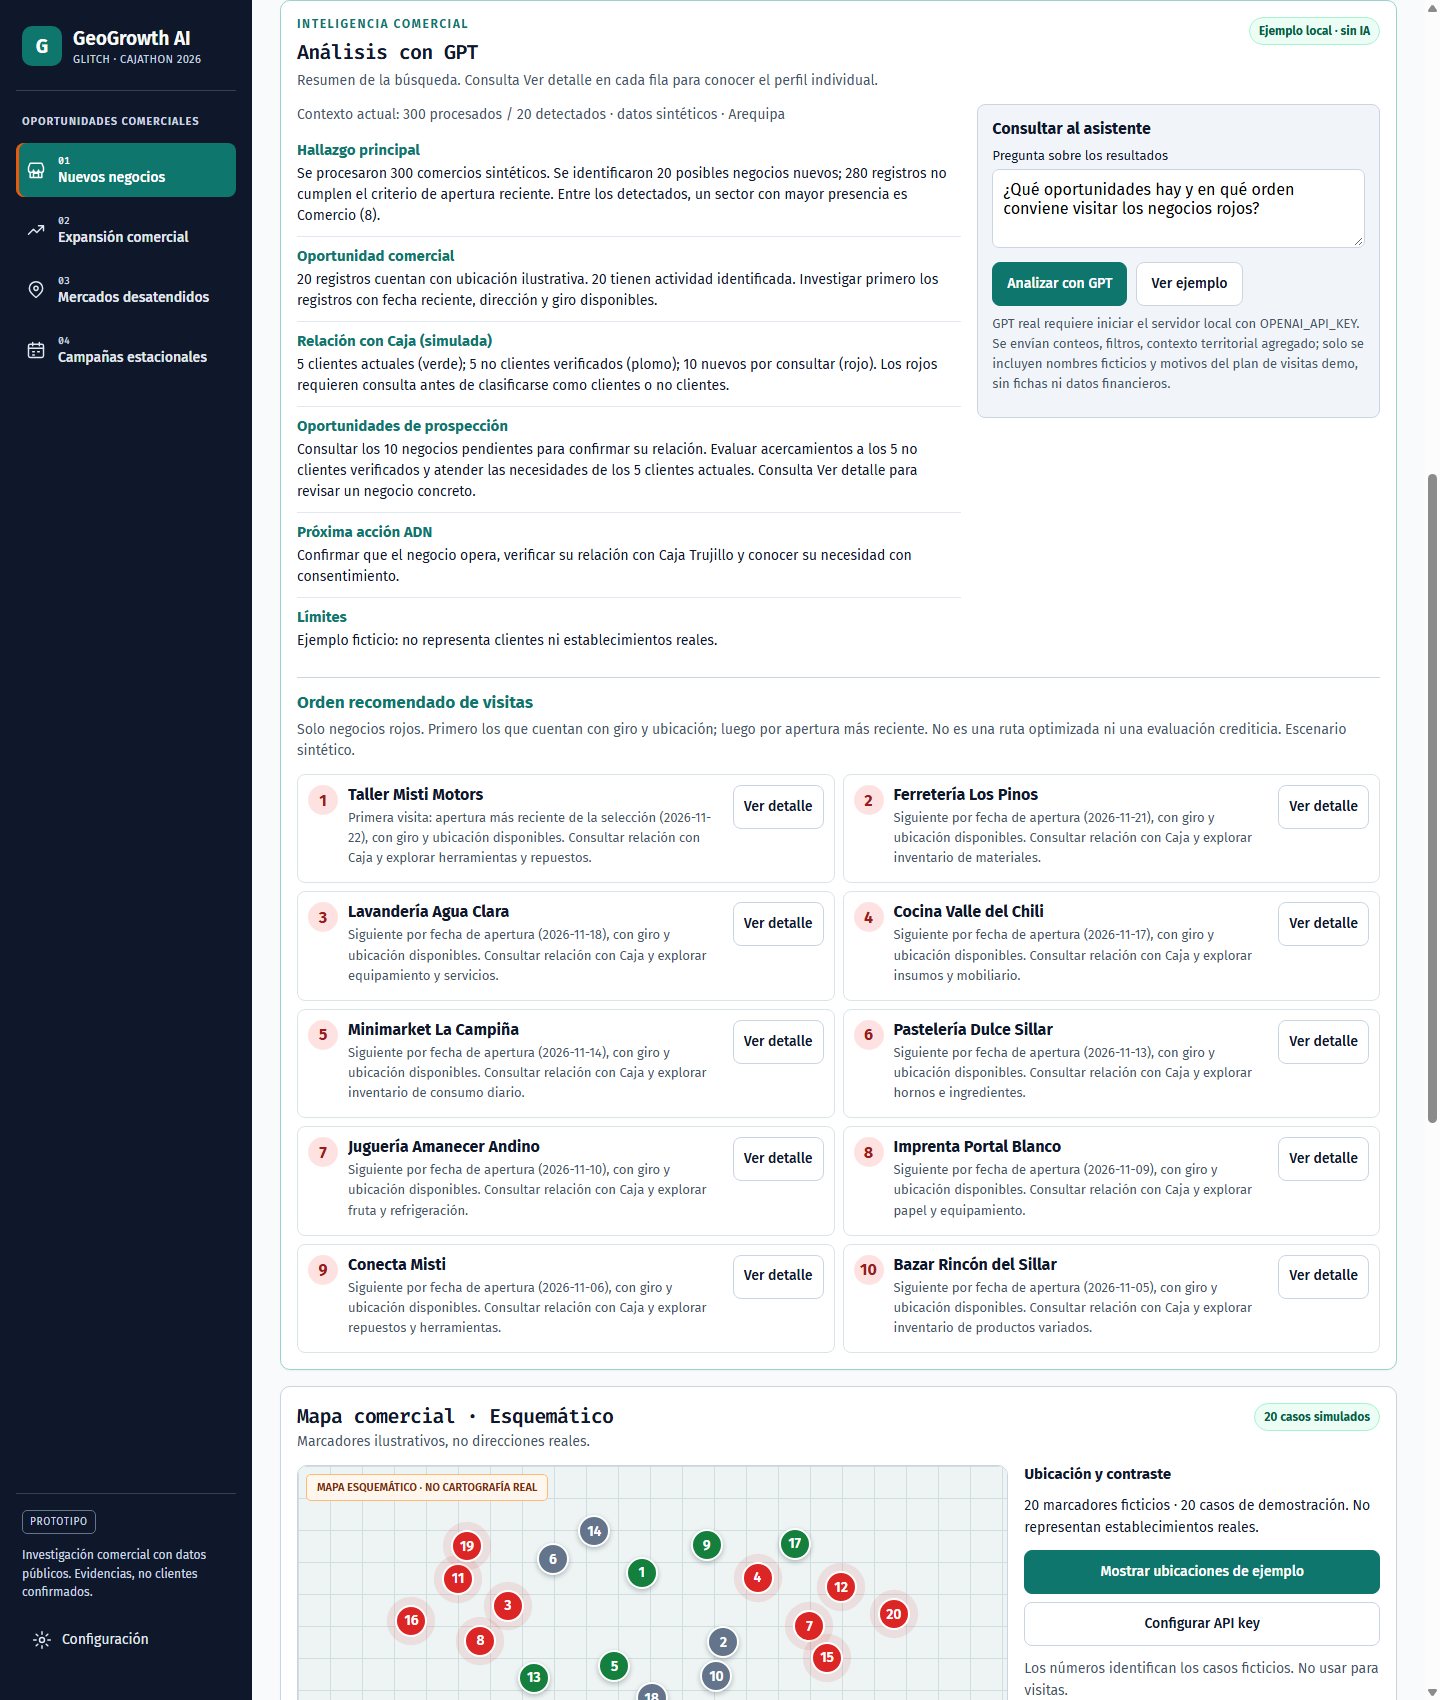 G
GeoGrowth AI
GLITCH · CAJATHON 2026
OPORTUNIDADES COMERCIALES
01
Nuevos negocios
02
Expansión comercial
03
Mercados desatendidos
04
Campañas estacionales
PROTOTIPO
Investigación comercial con datos
públicos. Evidencias, no clientes
confirmados.
Configuración
INTELIGENCIA COMERCIAL
Análisis con GPT
Resumen de la búsqueda. Consulta Ver detalle en cada fila para conocer el perfil individual.
Ejemplo local · sin IA
Contexto actual: 300 procesados / 20 detectados · datos sintéticos · Arequipa
Hallazgo principal
Se procesaron 300 comercios sintéticos. Se identificaron 20 posibles negocios nuevos; 280 registros no
cumplen el criterio de apertura reciente. Entre los detectados, un sector con mayor presencia es
Comercio (8).
Oportunidad comercial
20 registros cuentan con ubicación ilustrativa. 20 tienen actividad identificada. Investigar primero los
registros con fecha reciente, dirección y giro disponibles.
Relación con Caja (simulada)
5 clientes actuales (verde); 5 no clientes verificados (plomo); 10 nuevos por consultar (rojo). Los rojos
requieren consulta antes de clasificarse como clientes o no clientes.
Oportunidades de prospección
Consultar los 10 negocios pendientes para confirmar su relación. Evaluar acercamientos a los 5 no
clientes verificados y atender las necesidades de los 5 clientes actuales. Consulta Ver detalle para
revisar un negocio concreto.
Próxima acción ADN
Confirmar que el negocio opera, verificar su relación con Caja Trujillo y conocer su necesidad con
consentimiento.
Límites
Ejemplo ficticio: no representa clientes ni establecimientos reales.
Consultar al asistente
Pregunta sobre los resultados
¿Qué oportunidades hay y en qué orden
conviene visitar los negocios rojos?
Analizar con GPT
Ver ejemplo
GPT real requiere iniciar el servidor local con OPENAI_API_KEY.
Se envían conteos, filtros, contexto territorial agregado; solo se
incluyen nombres ficticios y motivos del plan de visitas demo,
sin fichas ni datos financieros.
Orden recomendado de visitas
Solo negocios rojos. Primero los que cuentan con giro y ubicación; luego por apertura más reciente. No es una ruta optimizada ni una evaluación crediticia. Escenario
sintético.
1
Taller Misti Motors
Primera visita: apertura más reciente de la selección (2026-11-
22), con giro y ubicación disponibles. Consultar relación con
Caja y explorar herramientas y repuestos.
Ver detalle
2
Ferretería Los Pinos
Siguiente por fecha de apertura (2026-11-21), con giro y
ubicación disponibles. Consultar relación con Caja y explorar
inventario de materiales.
Ver detalle
3
Lavandería Agua Clara
Siguiente por fecha de apertura (2026-11-18), con giro y
ubicación disponibles. Consultar relación con Caja y explorar
equipamiento y servicios.
Ver detalle
4
Cocina Valle del Chili
Siguiente por fecha de apertura (2026-11-17), con giro y
ubicación disponibles. Consultar relación con Caja y explorar
insumos y mobiliario.
Ver detalle
5
Minimarket La Campiña
Siguiente por fecha de apertura (2026-11-14), con giro y
ubicación disponibles. Consultar relación con Caja y explorar
inventario de consumo diario.
Ver detalle
6
Pastelería Dulce Sillar
Siguiente por fecha de apertura (2026-11-13), con giro y
ubicación disponibles. Consultar relación con Caja y explorar
hornos e ingredientes.
Ver detalle
7
Juguería Amanecer Andino
Siguiente por fecha de apertura (2026-11-10), con giro y
ubicación disponibles. Consultar relación con Caja y explorar
fruta y refrigeración.
Ver detalle
8
Imprenta Portal Blanco
Siguiente por fecha de apertura (2026-11-09), con giro y
ubicación disponibles. Consultar relación con Caja y explorar
papel y equipamiento.
Ver detalle
9
Conecta Misti
Siguiente por fecha de apertura (2026-11-06), con giro y
ubicación disponibles. Consultar relación con Caja y explorar
repuestos y herramientas.
Ver detalle
10
Bazar Rincón del Sillar
Siguiente por fecha de apertura (2026-11-05), con giro y
ubicación disponibles. Consultar relación con Caja y explorar
inventario de productos variados.
Ver detalle
Mapa comercial · Esquemático
Marcadores ilustrativos, no direcciones reales.
20 casos simulados
MAPA ESQUEMÁTICO · NO CARTOGRAFÍA REAL
14
19
9
17
6
11
1
4
12
3
20
16
7
8
2
15
5
13
10
18
Ubicación y contraste
20 marcadores ficticios · 20 casos de demostración. No
representan establecimientos reales.
Mostrar ubicaciones de ejemplo
Configurar API key
Los números identifican los casos ficticios. No usar para
visitas.